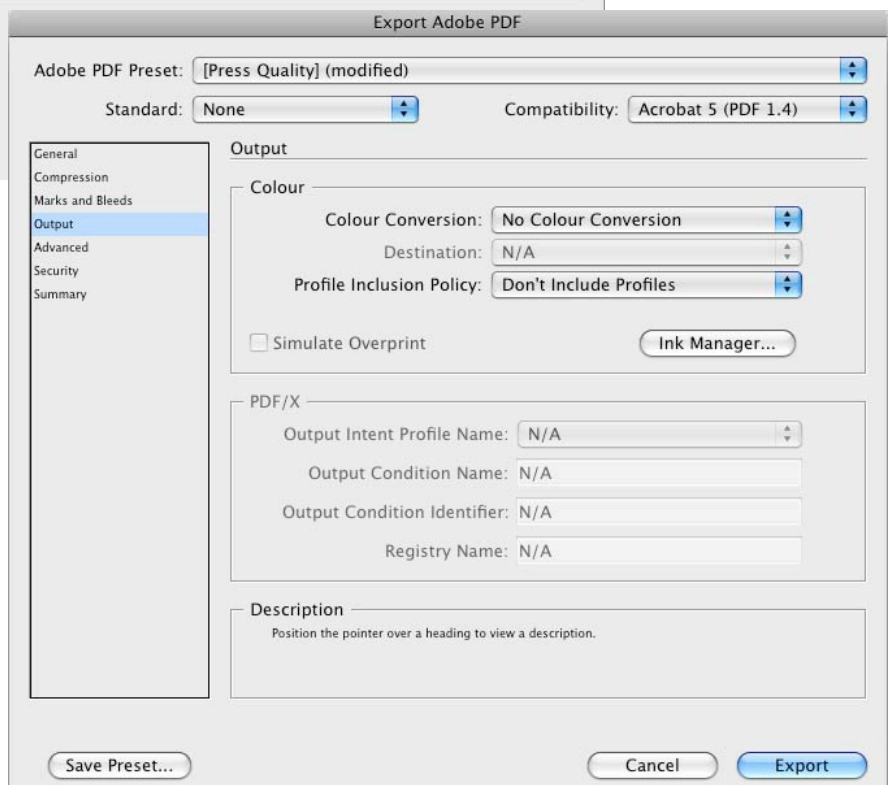 Export Adobe PDF
Adobe PDF Preset: [Press Quality] (modified)
Standard: None Compatibility: Acrobat 5 (PDF 1.4)
General
Compression
Marks and Bleeds
Output
Advanced
Security
Summary
Output
Colour
Colour Conversion: No Colour Conversion
Destination: N/A
Profile Inclusion Policy: Don't Include Profiles
Simulate Overprint Ink Manager...
PDF/X
Output Intent Profile Name: N/A
Output Condition Name: N/A
Output Condition Identifier: N/A
Registry Name: N/A
Description
Position the pointer over a heading to view a description.
Save Preset... Cancel Export